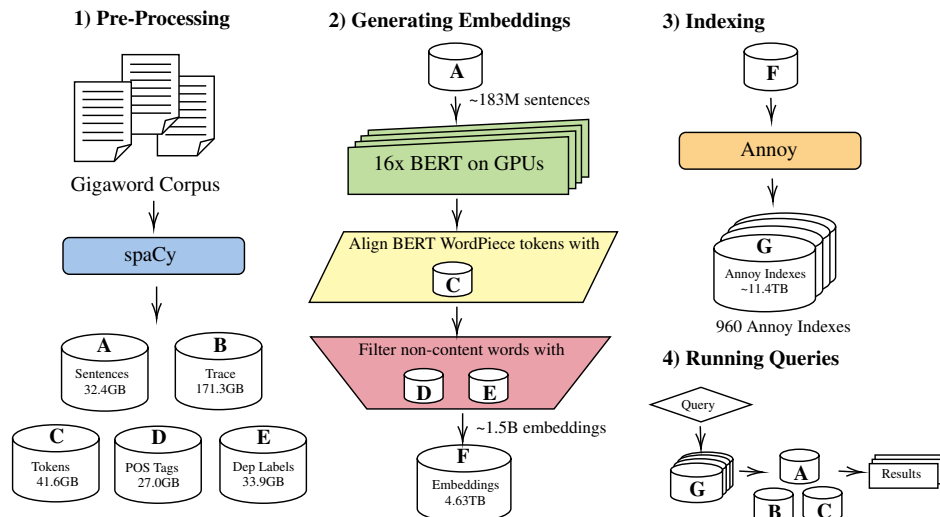 1) Pre-Processing
Gigaword Corpus
spaCy
A
Sentences
32.4GB
B
Trace
171.3GB
C
Tokens
41.6GB
D
POS Tags
27.0GB
E
Dep Labels
33.9GB
2) Generating Embeddings
A
~183M sentences
16x BERT on GPUs
Align BERT WordPiece tokens with
C
Filter non-content words with
D
E
~1.5B embeddings
F
Embeddings
4.63TB
3) Indexing
F
Annoy
G
Annoy Indexes
~11.4TB
960 Annoy Indexes
4) Running Queries
Query
G
A
B
C
Results